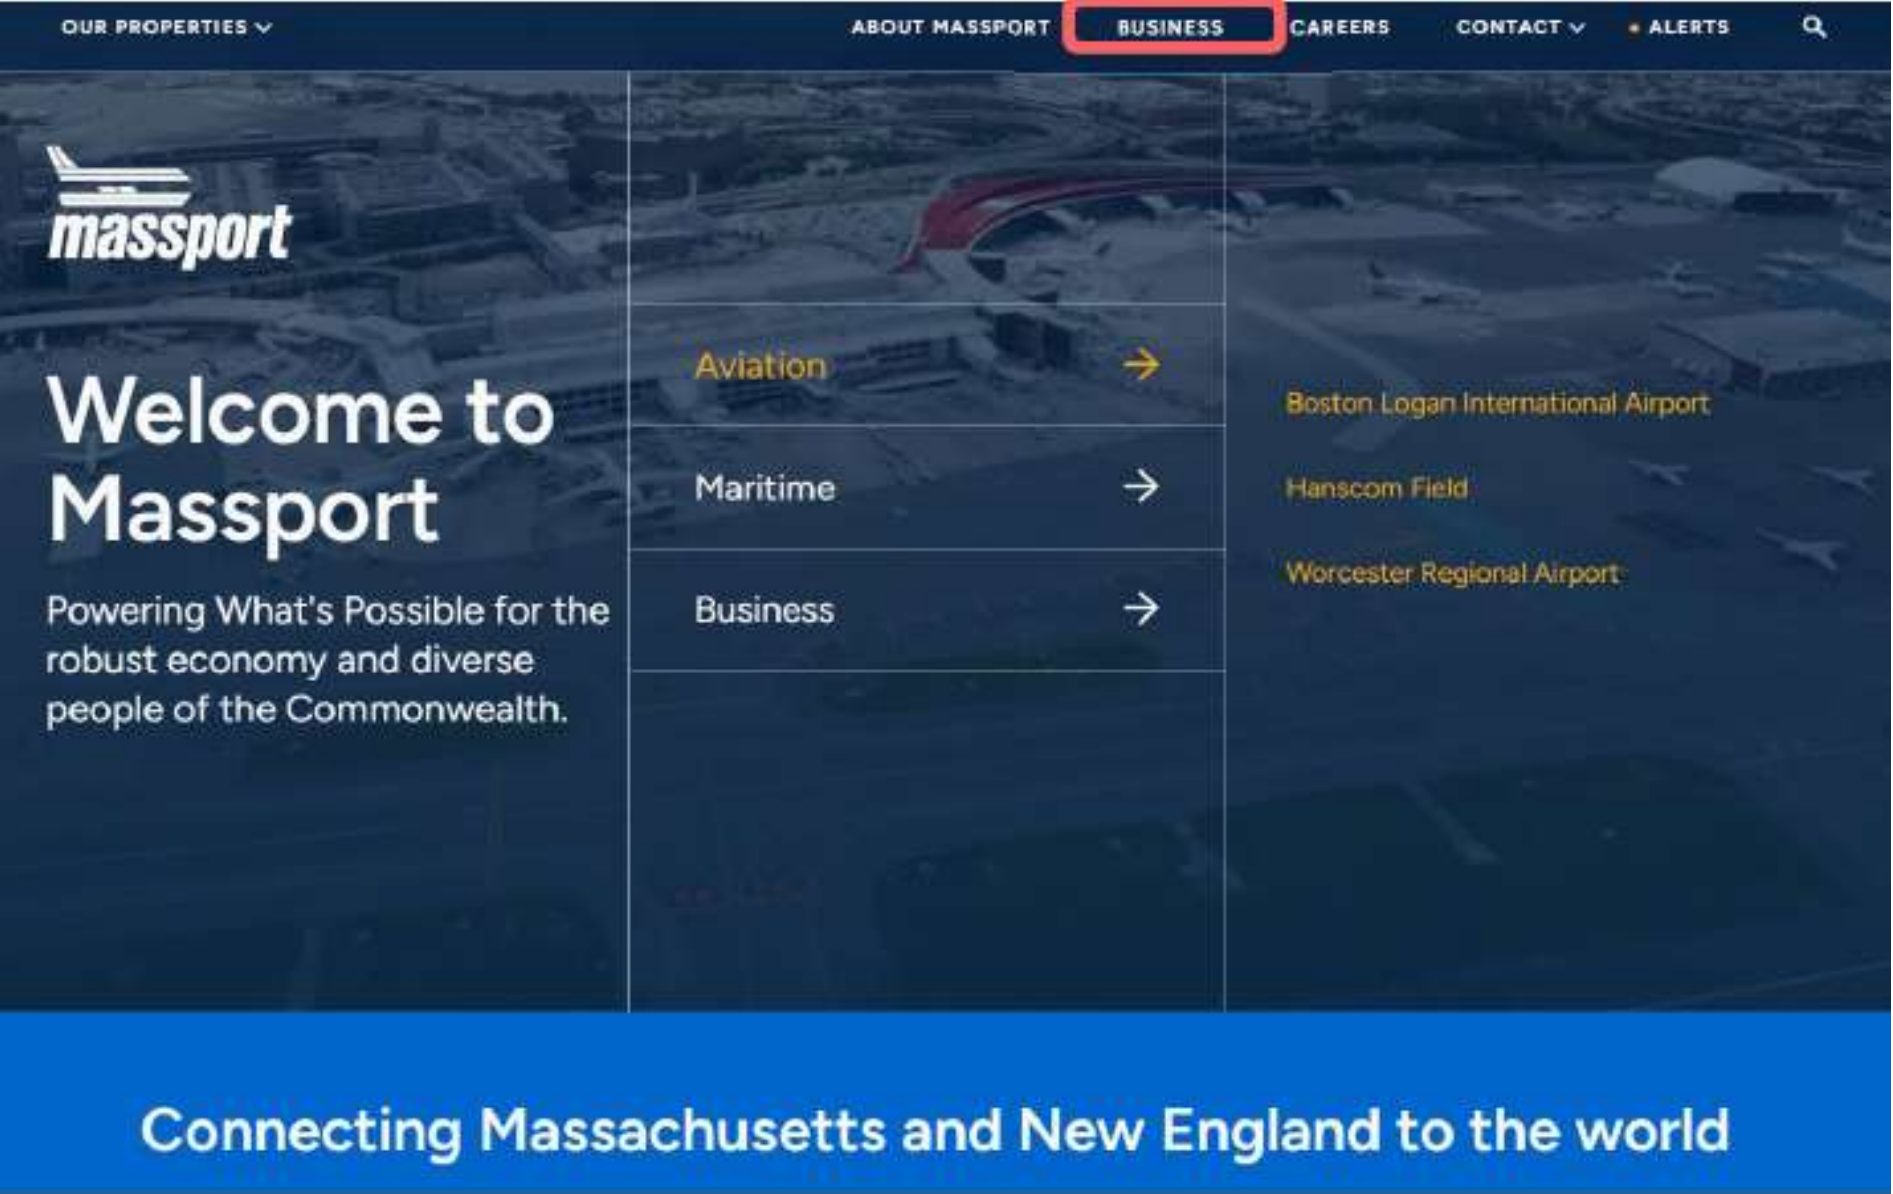 OUR PROPERTIES
ABOUT MASSPORT
BUSINESS
CAREERS
CONTACT
ALERTS
massport
Welcome to
Massport
Powering What's Possible for the
robust economy and diverse
people of the Commonwealth.
Aviation
Maritime
Business
Boston Logan International Airport
Hanscom Field
Worcester Regional Airport
Connecting Massachusetts and New England to the world